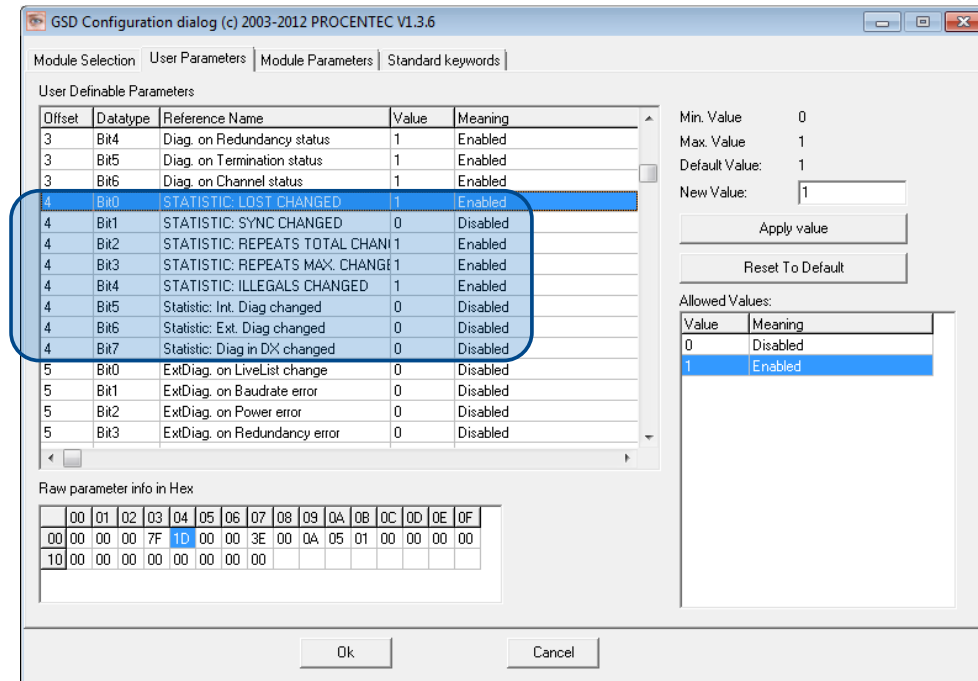 GSD Configuration dialog (c) 2003-2012 PROCENTEC V1.3.6
Module Selection User Parameters Module Parameters Standard keywords
User Definable Parameters
Offset Datatype Reference Name Value Meaning
3 Bit4 Diag. on Redundancy status 1 Enabled
3 Bit5 Diag. on Termination status 1 Enabled
3 Bit6 Diag. on Channel status 1 Enabled
4 Bit0 STATISTIC: LOST CHANGED 1 Enabled
4 Bit1 STATISTIC: SYNC CHANGED 0 Disabled
4 Bit2 STATISTIC: REPEATS TOTAL CHAN 1 Enabled
4 Bit3 STATISTIC: REPEATS MAX. CHANGE 1 Enabled
4 Bit4 STATISTIC: ILLEGALS CHANGED 1 Enabled
4 Bit5 Statistic: Int. Diag changed 0 Disabled
4 Bit6 Statistic: Ext. Diag changed 0 Disabled
4 Bit7 Statistic: Diag in DX changed 0 Disabled
5 Bit0 ExtDiag. on LiveList change 0 Disabled
5 Bit1 ExtDiag. on Baudrate error 0 Disabled
5 Bit2 ExtDiag. on Power error 0 Disabled
5 Bit3 ExtDiag. on Redundancy error 0 Disabled
Min. Value 0
Max. Value 1
Default Value: 1
New Value: 1
Apply value
Reset To Default
Allowed Values:
Value Meaning
0 Disabled
1 Enabled
Raw parameter info in Hex
00 01 02 03 04 05 06 07 08 09 0A 0B 0C 0D 0E 0F
00 00 00 00 7F 1D 00 00 3E 00 0A 05 01 00 00 00 00
10 00 00 00 00 00 00 00 00
Ok Cancel